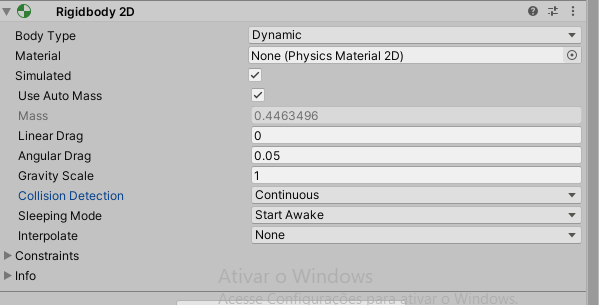 Rigidbody 2D
Body Type Dynamic
Material None (Physics Material 2D)
Simulated
Use Auto Mass
Mass 0.4463496
Linear Drag 0
Angular Drag 0.05
Gravity Scale 1
Collision Detection Continuous
Sleeping Mode Start Awake
Interpolate None
Constraints
Info
Ativar o Windows
Acesse Configurações para ativar o Windows.